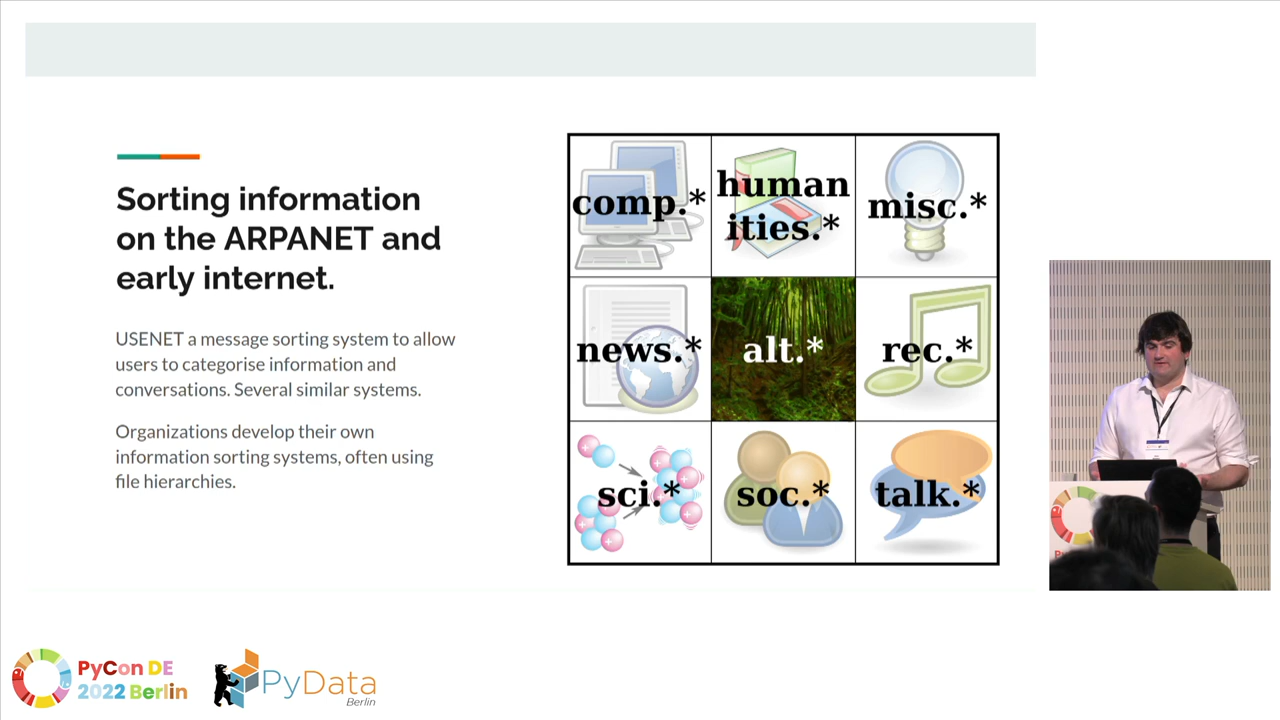 Sorting information
on the ARPANET and
early internet.
USENET a message sorting system to allow
users to categorise information and
conversations. Several similar systems.
Organizations develop their own
information sorting systems, often using
file hierarchies.
comp.*
human
ities.*
misc.*
news.*
alt.*
rec.*
sci.*
soc.*
talk.*
PyCon DE
2022 Berlin
PyData
Berlin